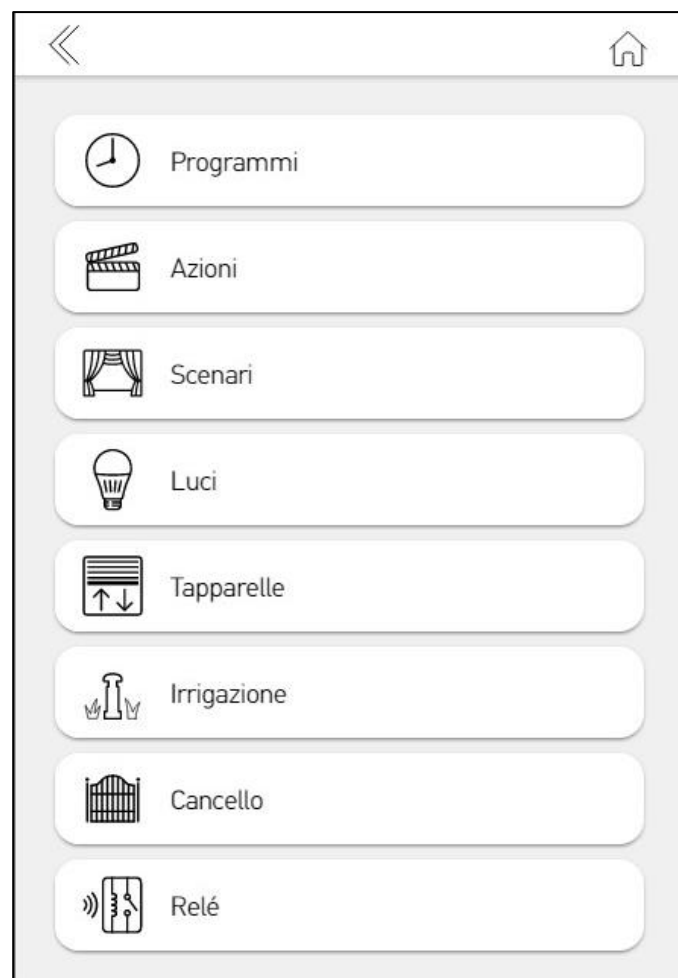 Programmi
Azioni
Scenari
Luci
Tapparelle
Irrigazione
Cancello
Relé